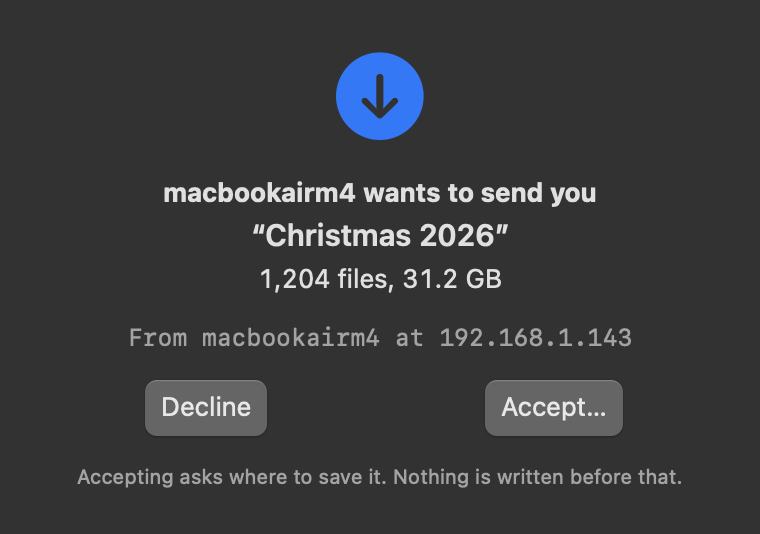 macbookairm4 wants to send you
“Christmas 2026”
1,204 files, 31.2 GB
From macbookairm4 at 192.168.1.143
Decline
Accept...
Accepting asks where to save it. Nothing is written before that.